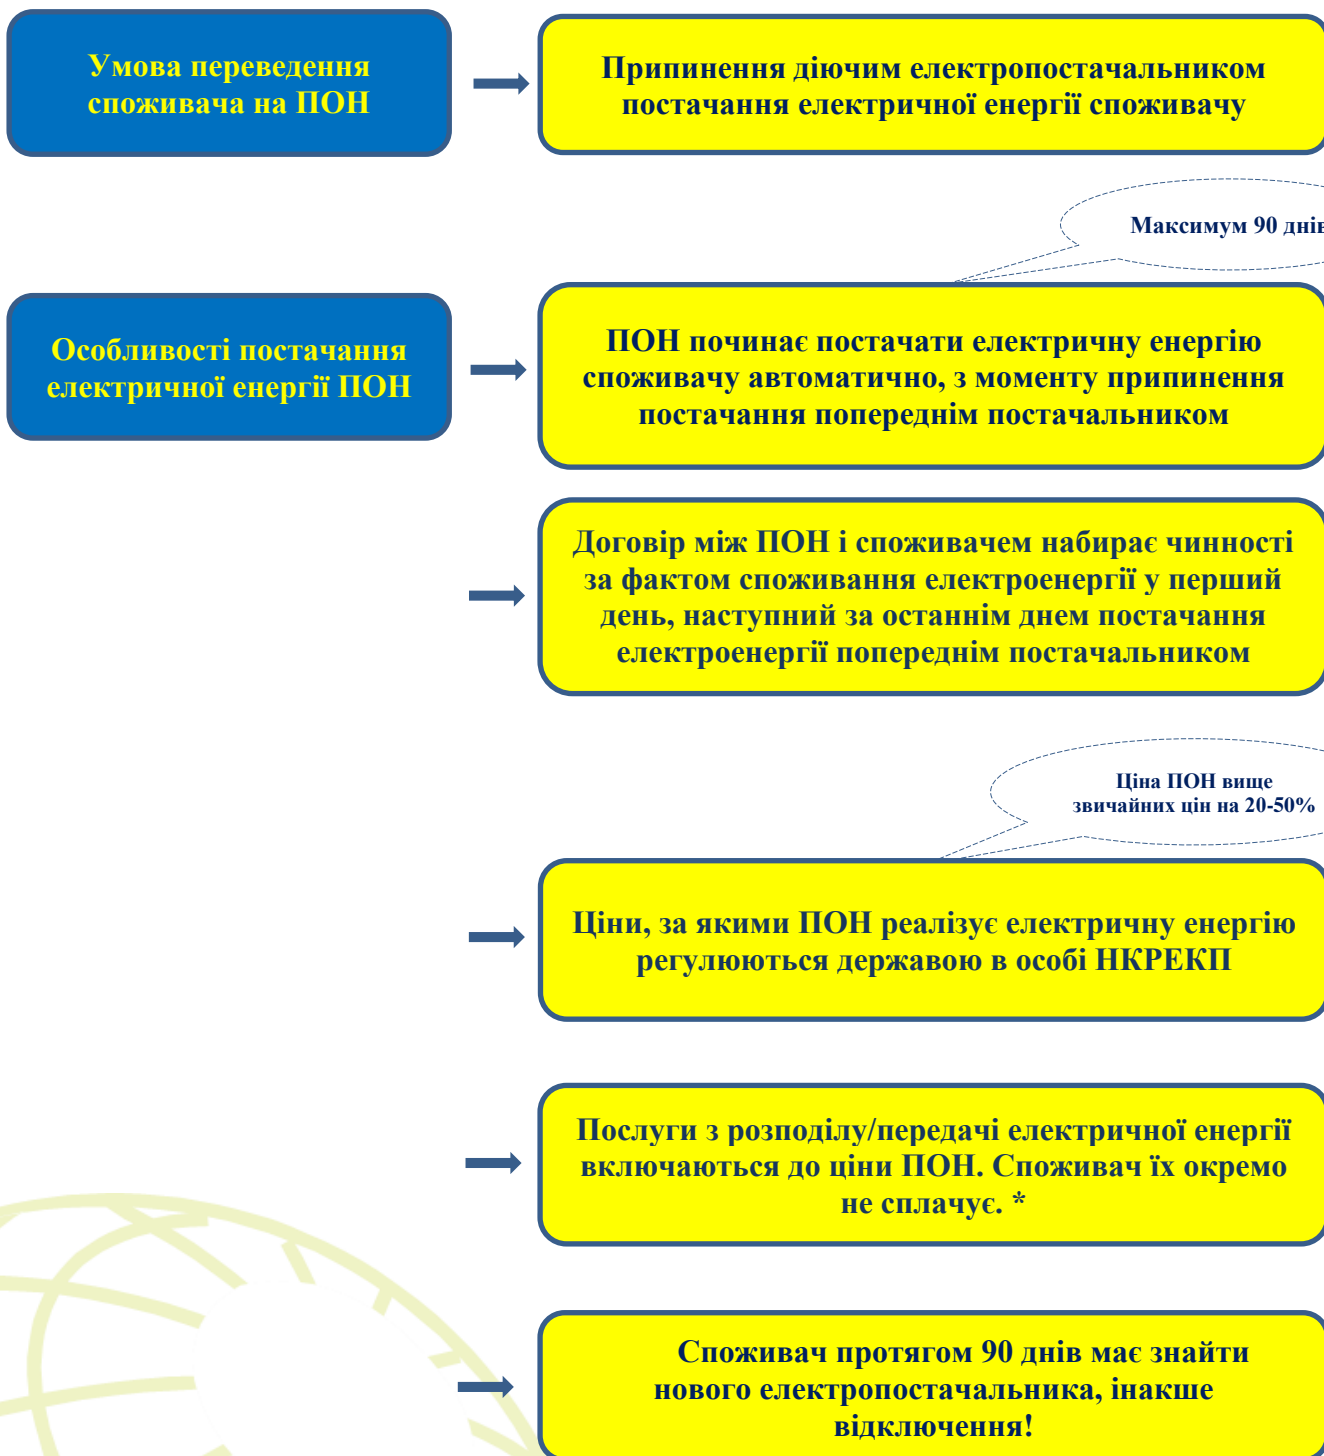 Умова переведення
споживача на ПОН
Припинення діючим електропостачальником
постачання електричної енергії споживачу
Максимум 90 днів
Особливості постачання
електричної енергії ПОН
ПОН починає постачати електричну енергію
споживачу автоматично, з моменту припинення
постачання попереднім постачальником
Договір між ПОН і споживачем набирає чинності
за фактом споживання електроенергії у перший
день, наступний за останнім днем постачання
електроенергії попереднім постачальником
Ціна ПОН вище
звичайних цін на 20-50%
Ціни, за якими ПОН реалізує електричну енергію
регулюються державою в особі НКРЕКП
Послуги з розподілу/передачі електричної енергії
включаються до ціни ПОН. Споживач їх окремо
не сплачує. *
Споживач протягом 90 днів має знайти
нового електропостачальника, інакше
відключення!